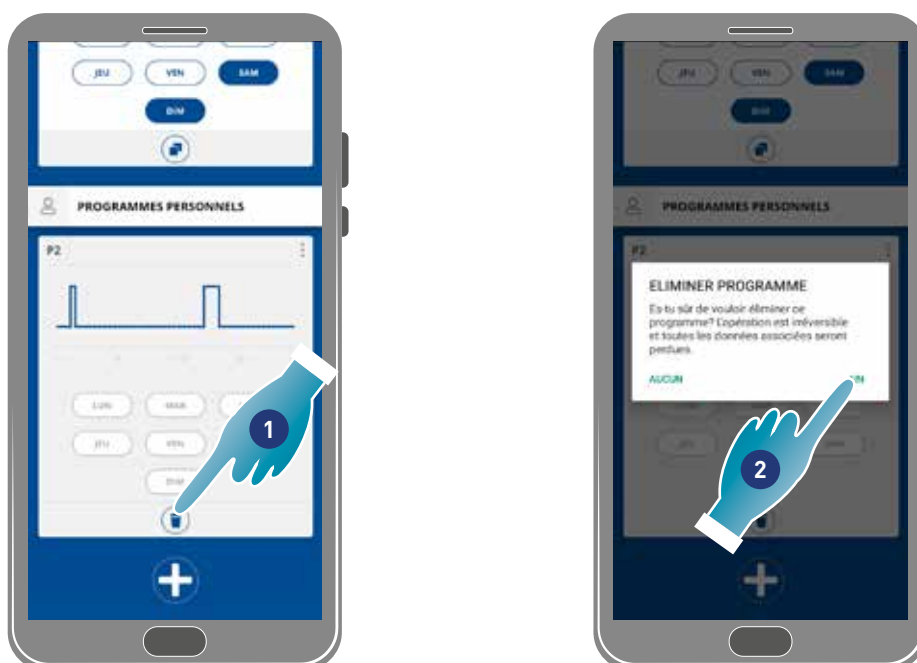 JEU VEN SAM
DIM
PROGRAMMES PERSONNELS
P2
LUN MAR
JEU VEN
DIM
1
JEU VEN SAM
DIM
PROGRAMMES PERSONNELS
P2
ELIMINER PROGRAMME
Es-tu sûr de vouloir éliminer ce
programme? L'opération est irréversible
et toutes les données associées seront
perdues.
AUCUN
JEU
2